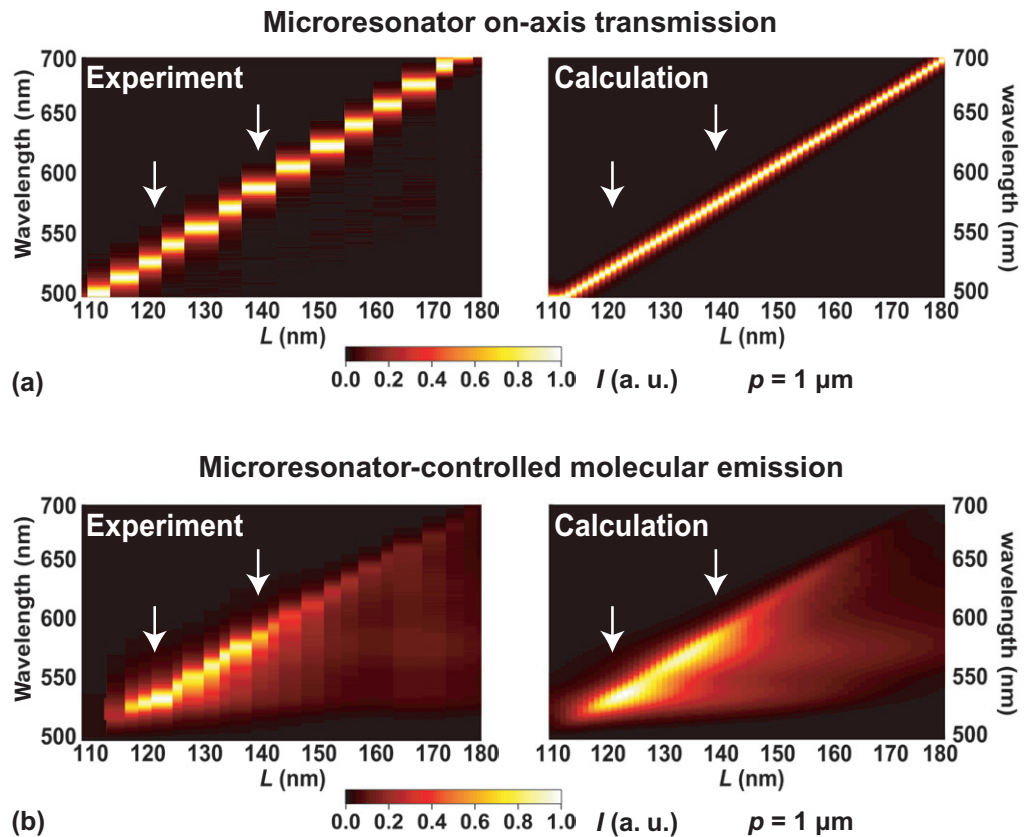 (a)
Microresonator on-axis transmission
Wavelength (nm)
700
650
600
550
500
Experiment
110 120 130 140 150 160 170 180
L (nm)
Calculation
110 120 130 140 150 160 170 180
L (nm)
700
650
600
550
500
wavelength (nm)
0.0 0.2 0.4 0.6 0.8 1.0
I (a. u.)
p = 1 µm
Microresonator-controlled molecular emission
Wavelength (nm)
700
650
600
550
500
Experiment
110 120 130 140 150 160 170 180
L (nm)
Calculation
110 120 130 140 150 160 170 180
L (nm)
700
650
600
550
500
wavelength (nm)
(b)
0.0 0.2 0.4 0.6 0.8 1.0
I (a. u.)
p = 1 µm